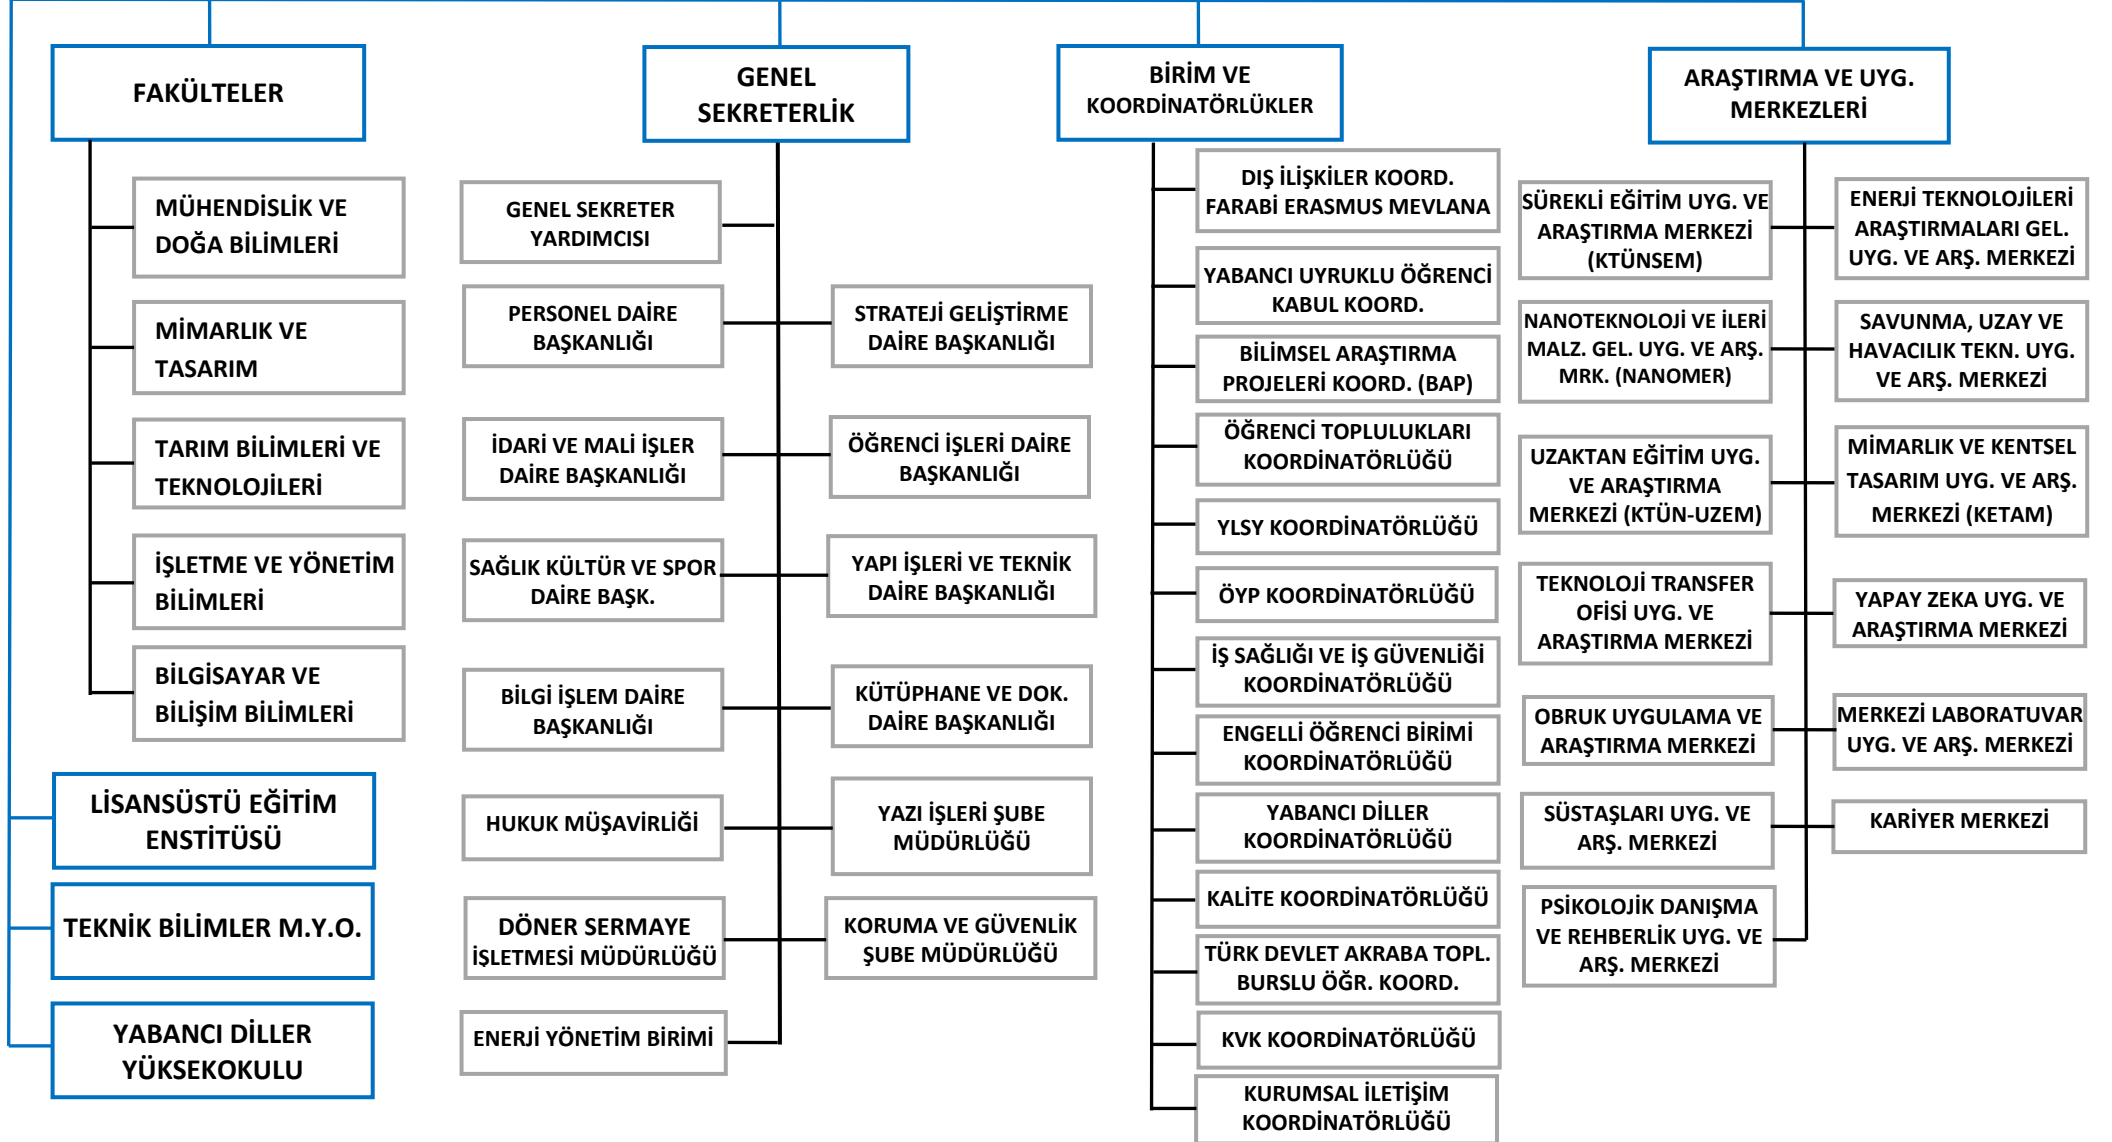 FAKÜLTELER
MÜHENDİSLİK VE
DOĞA BİLİMLERİ
MİMARLIK VE
TASARIM
TARIM BİLİMLERİ VE
TEKNOLOJİLERİ
İŞLETME VE YÖNETİM
BİLİMLERİ
BİLGİSAYAR VE
BİLİŞİM BİLİMLERİ
LİSANSÜSTÜ EĞİTİM
ENSTİTÜSÜ
TEKNİK BİLİMLER M.Y.O.
YABANCI DİLLER
YÜKSEKOKULU
GENEL
SEKRETERLİK
GENEL SEKRETER
YARDIMCISI
PERSONEL DAİRE
BAŞKANLIĞI
STRATEJİ GELİŞTİRME
DAİRE BAŞKANLIĞI
İDARİ VE MALİ İŞLER
DAİRE BAŞKANLIĞI
ÖĞRENCİ İŞLERİ DAİRE
BAŞKANLIĞI
SAĞLIK KÜLTÜR VE SPOR
DAİRE BAŞK.
YAPI İŞLERİ VE TEKNİK
DAİRE BAŞKANLIĞI
BİLGİ İŞLEM DAİRE
BAŞKANLIĞI
KÜTÜPHANE VE DOK.
DAİRE BAŞKANLIĞI
HUKUK MÜŞAVİRLİĞİ
YAZI İŞLERİ ŞUBE
MÜDÜRLÜĞÜ
DÖNER SERMAYE
İŞLETMESİ MÜDÜRLÜĞÜ
KORUMA VE GÜVENLİK
ŞUBE MÜDÜRLÜĞÜ
ENERJİ YÖNETİM BİRİMİ
BİRİM VE
KOORDİNATÖRLÜKLER
DIŞ İLİŞKİLER KOORD.
FARABİ ERASMUS MEVLANA
YABANCI UYRUKLU ÖĞRENCİ
KABUL KOORD.
BİLİMSEL ARAŞTIRMA
PROJELERİ KOORD. (BAP)
ÖĞRENCİ TOPLULUKLARI
KOORDİNATÖRLÜĞÜ
YLSY KOORDİNATÖRLÜĞÜ
ÖYP KOORDİNATÖRLÜĞÜ
İŞ SAĞLIĞI VE İŞ GÜVENLİĞİ
KOORDİNATÖRLÜĞÜ
ENGELLİ ÖĞRENCİ BİRİMİ
KOORDİNATÖRLÜĞÜ
YABANCI DİLLER
KOORDİNATÖRLÜĞÜ
KALİTE KOORDİNATÖRLÜĞÜ
TÜRK DEVLET AKRABA TOPL.
BURSLU ÖĞR. KOORD.
KVK KOORDİNATÖRLÜĞÜ
KURUMSAL İLETİŞİM
KOORDİNATÖRLÜĞÜ
ARAŞTIRMA VE UYG.
MERKEZLERİ
SÜREKLİ EĞİTİM UYG. VE
ARAŞTIRMA MERKEZİ
(KTÜNSEM)
ENERJİ TEKNOLOJİLERİ
ARAŞTIRMALARI GEL.
UYG. VE ARŞ. MERKEZİ
NANOTEKNOLOJİ VE İLERİ
MALZ. GEL. UYG. VE ARŞ.
MRK. (NANOMER)
SAVUNMA, UZAY VE
HAVACILIK TEKN. UYG.
VE ARŞ. MERKEZİ
UZAKTAN EĞİTİM UYG.
VE ARAŞTIRMA
MERKEZİ (KTÜN-UZEM)
MİMARLIK VE KENTSEL
TASARIM UYG. VE ARŞ.
MERKEZİ (KETAM)
TEKNOLOJİ TRANSFER
OFİSİ UYG. VE
ARAŞTIRMA MERKEZİ
YAPAY ZEKA UYG. VE
ARAŞTIRMA MERKEZİ
OBRUK UYGULAMA VE
ARAŞTIRMA MERKEZİ
MERKEZİ LABORATUVAR
UYG. VE ARŞ. MERKEZİ
SÜSTAŞLARI UYG. VE
ARŞ. MERKEZİ
KARİYER MERKEZİ
PSİKOLOJİK DANIŞMA
VE REHBERLİK UYG. VE
ARŞ. MERKEZİ